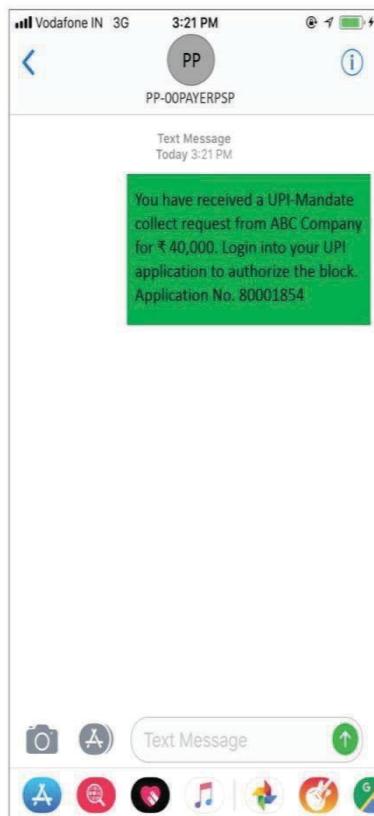 Vodafone IN 3G 3:21 PM
PP
PP-00PAYERPSP
Text Message
Today 3:21 PM
You have received a UPI-Mandate
collect request from ABC Company
for ₹ 40,000. Login into your UPI
application to authorize the block.
Application No. 80001854
Text Message